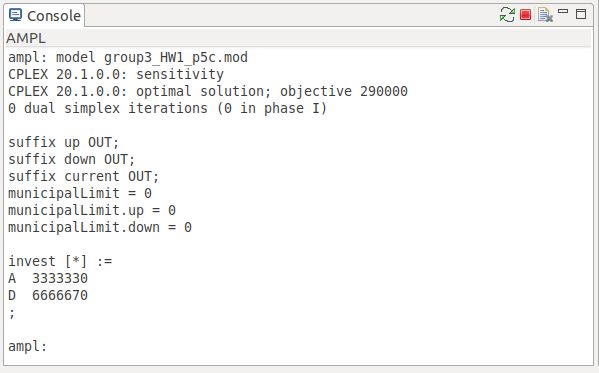 Console
AMPL
ampl: model group3_HW1_p5c.mod
CPLEX 20.1.0.0: sensitivity
CPLEX 20.1.0.0: optimal solution; objective 290000
0 dual simplex iterations (0 in phase I)
suffix up OUT;
suffix down OUT;
suffix current OUT;
municipalLimit = 0
municipalLimit.up = 0
municipalLimit.down = 0
invest [*] :=
A  3333330
D  6666670
;
ampl: